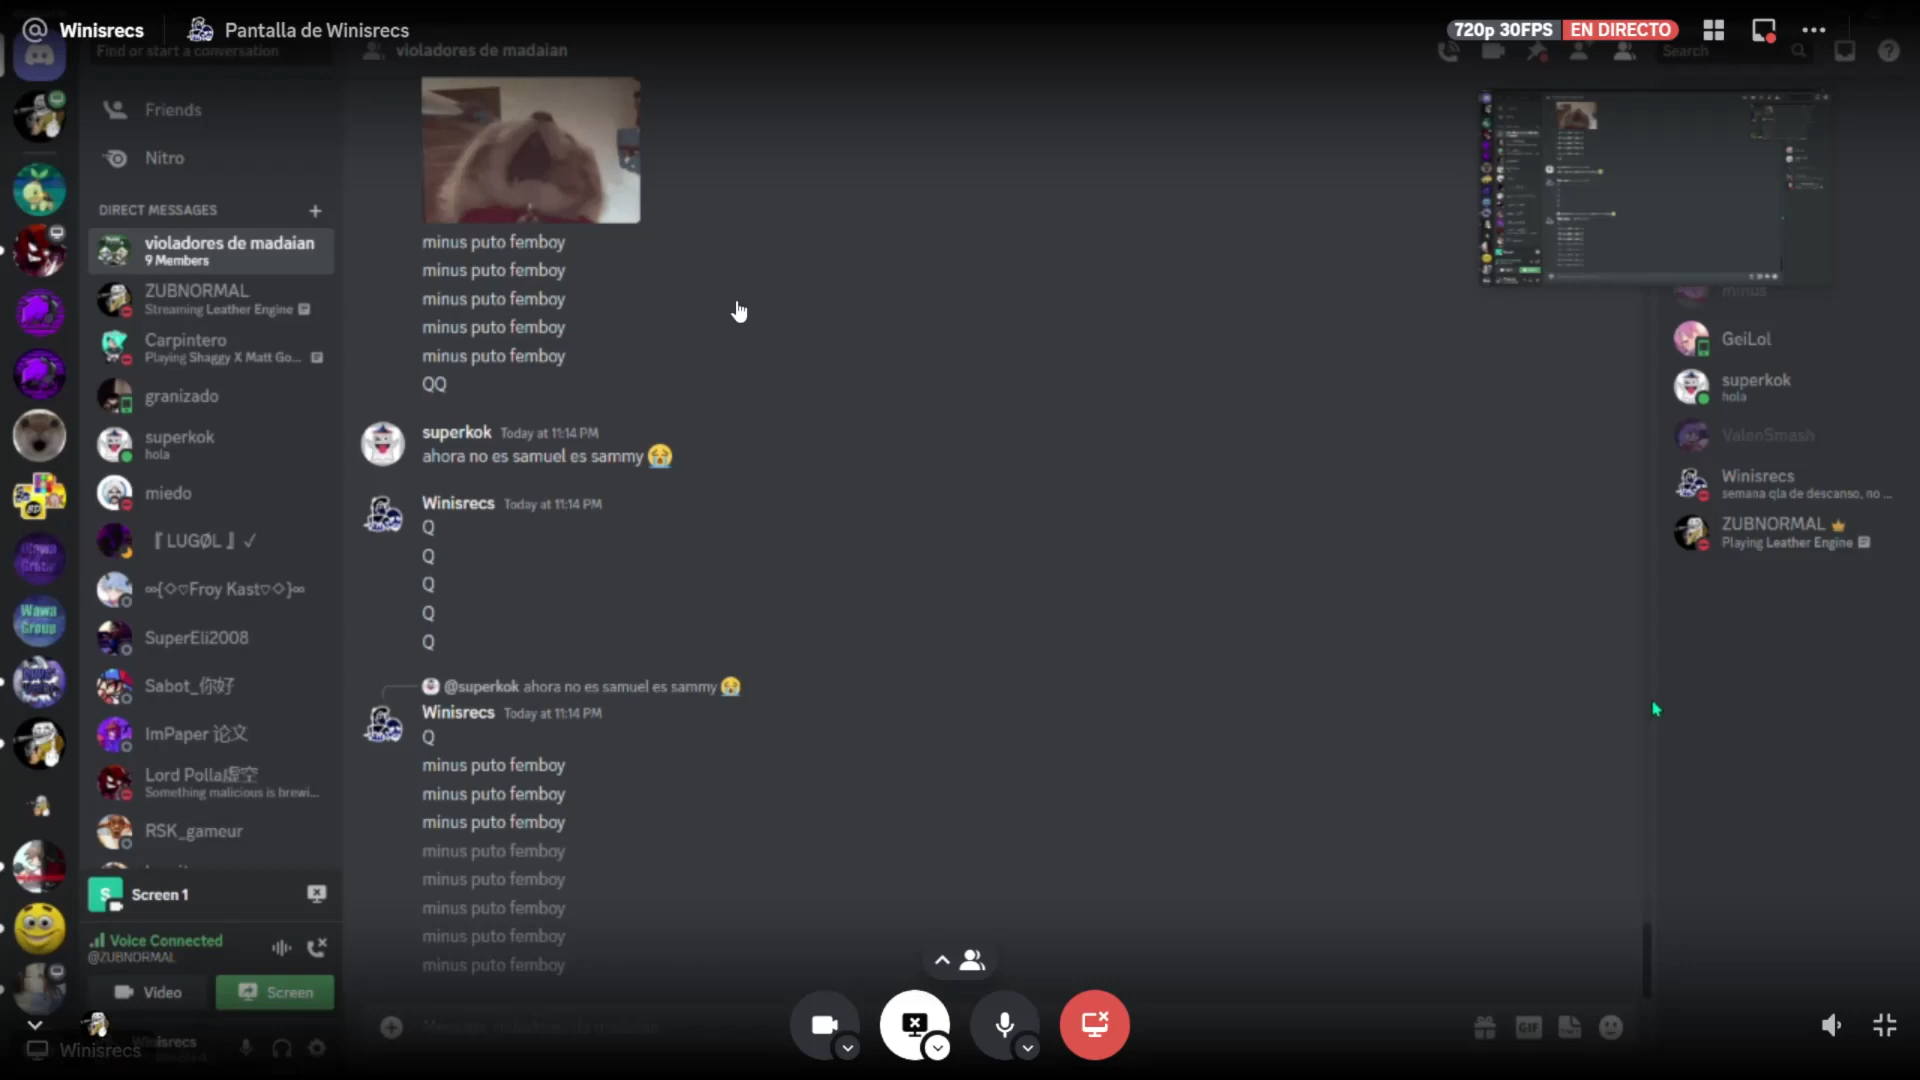 Winisrecs
Pantalla de Winisrecs
720p 30FPS
EN DIRECTO
Find or start a conversation
violadores de madaian
Search
Friends
Nitro
DIRECT MESSAGES
violadores de madaian
9 Members
ZUBNORMAL
Streaming Leather Engine
Carpintero
Playing Shaggy X Matt Go...
granizado
superkok
hola
miedo
『 LUGØL 』 ✓
∞{◇♡Froy Kast♡◇}∞
SuperEli2008
Sabot_你好
ImPaper 论文
Lord Polla虚空
Something malicious is brewi...
RSK_gameur
Screen 1
Voice Connected
@ZUBNORMAL
Video
Screen
Winisrecs
Winisrecs
minus puto femboy
minus puto femboy
minus puto femboy
minus puto femboy
minus puto femboy
QQ
superkok Today at 11:14 PM
ahora no es samuel es sammy 😭
Winisrecs Today at 11:14 PM
Q
Q
Q
Q
Q
@superkok ahora no es samuel es sammy 😭
Winisrecs Today at 11:14 PM
Q
minus puto femboy
minus puto femboy
minus puto femboy
minus puto femboy
minus puto femboy
minus puto femboy
minus puto femboy
minus puto femboy
GIF
minus
GeiLol
superkok
hola
ValenSmash
Winisrecs
semana qla de descanso, no ...
ZUBNORMAL
Playing Leather Engine
Wawa
Group